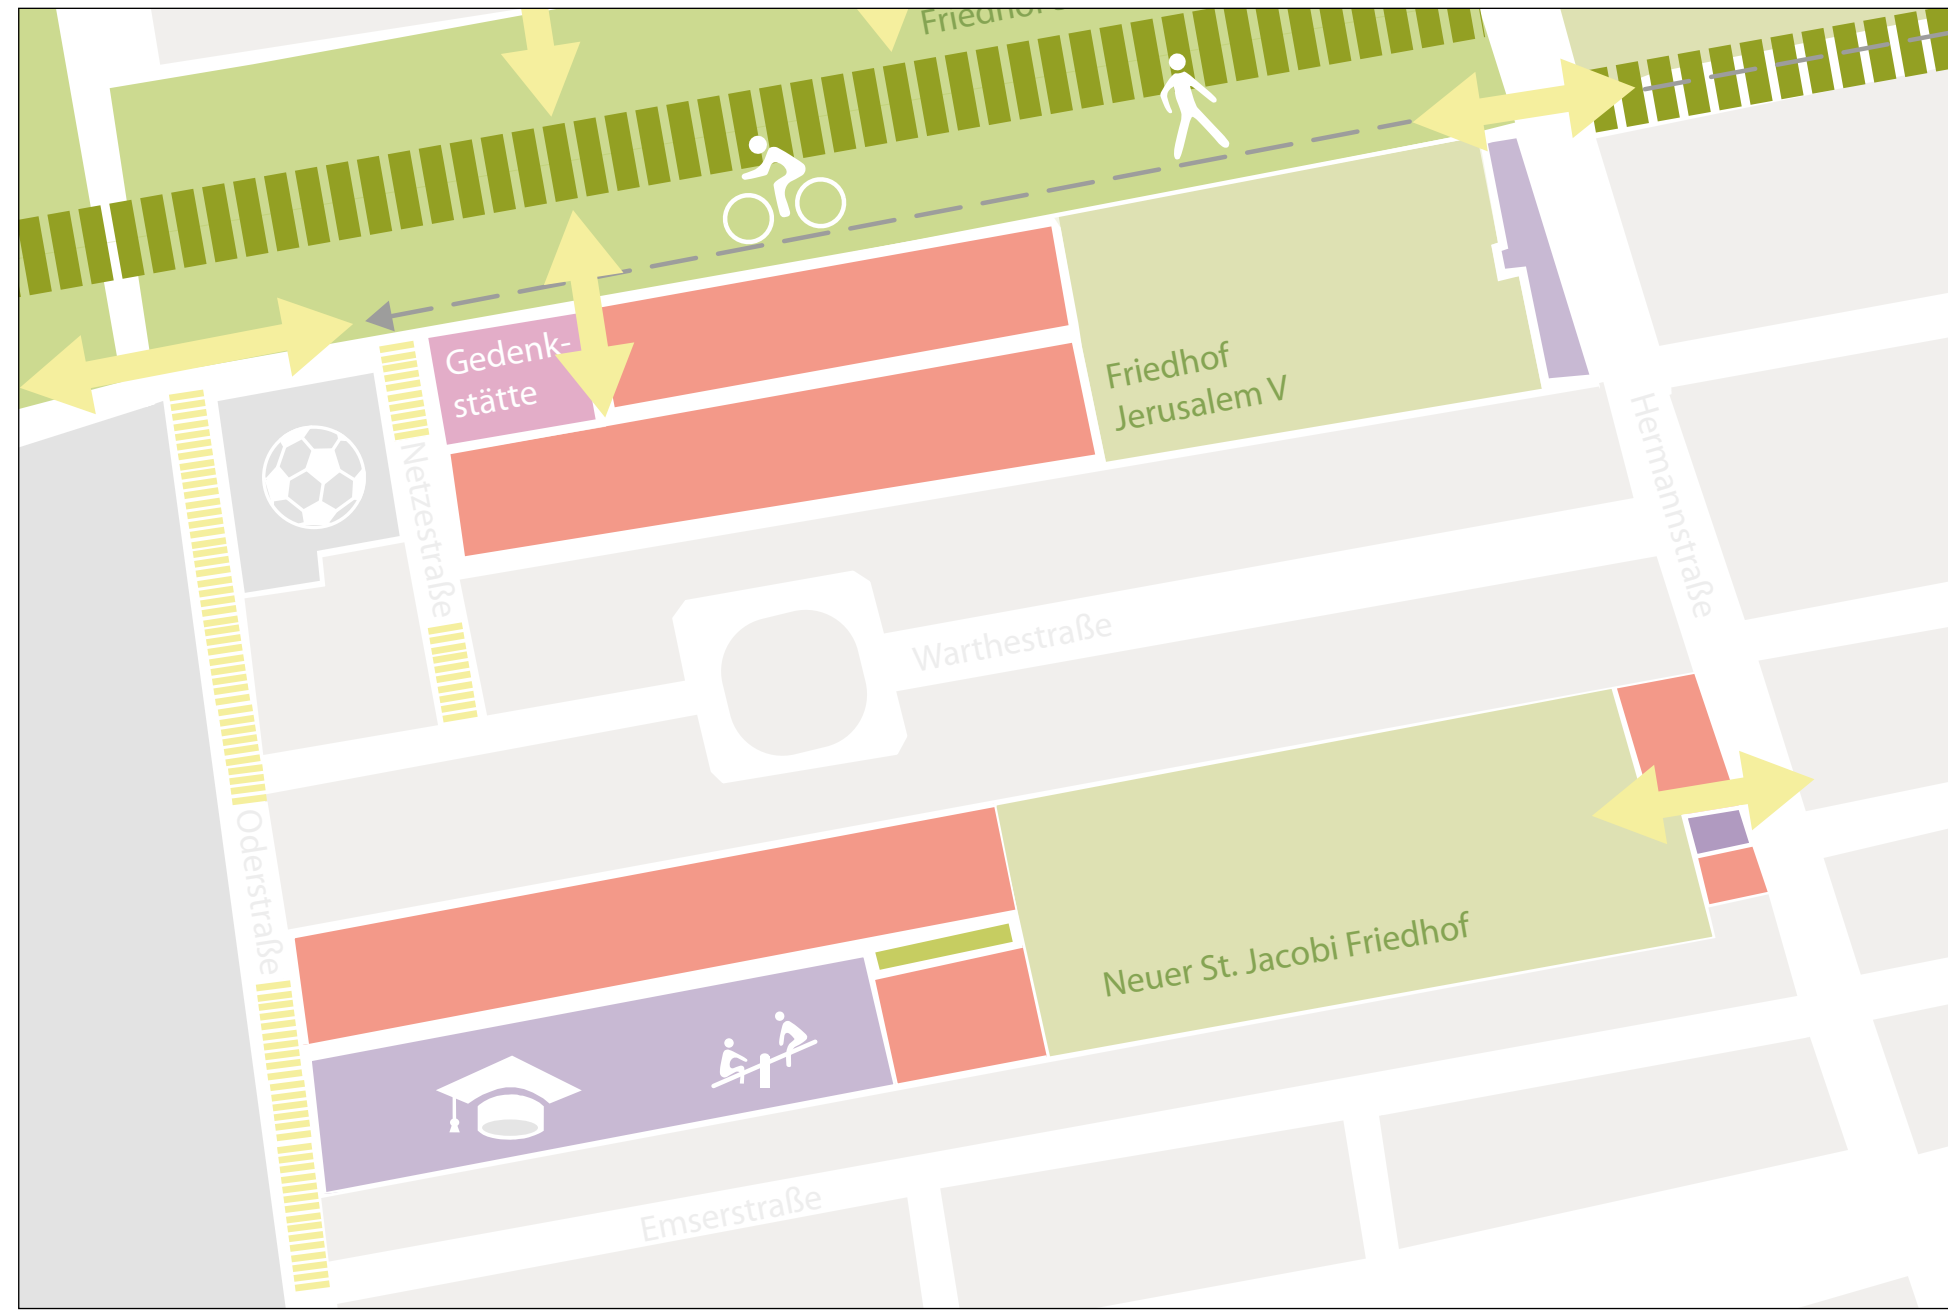 Gedenk-
stätte
Friedhof
Jerusalem V
Netzestraße
Hermannstraße
Warthestraße
Oderstraße
Neuer St. Jacobi Friedhof
Emserstraße